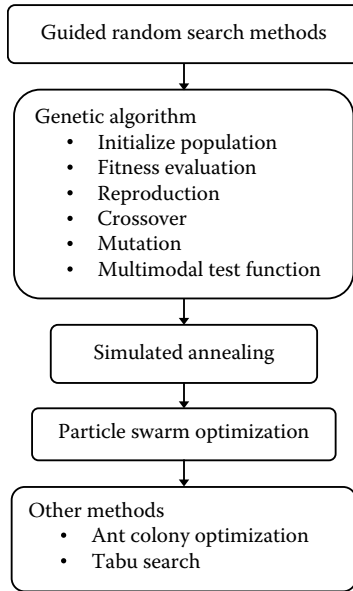 Guided random search methods
Genetic algorithm
• Initialize population
• Fitness evaluation
• Reproduction
• Crossover
• Mutation
• Multimodal test function
Simulated annealing
Particle swarm optimization
Other methods
• Ant colony optimization
• Tabu search